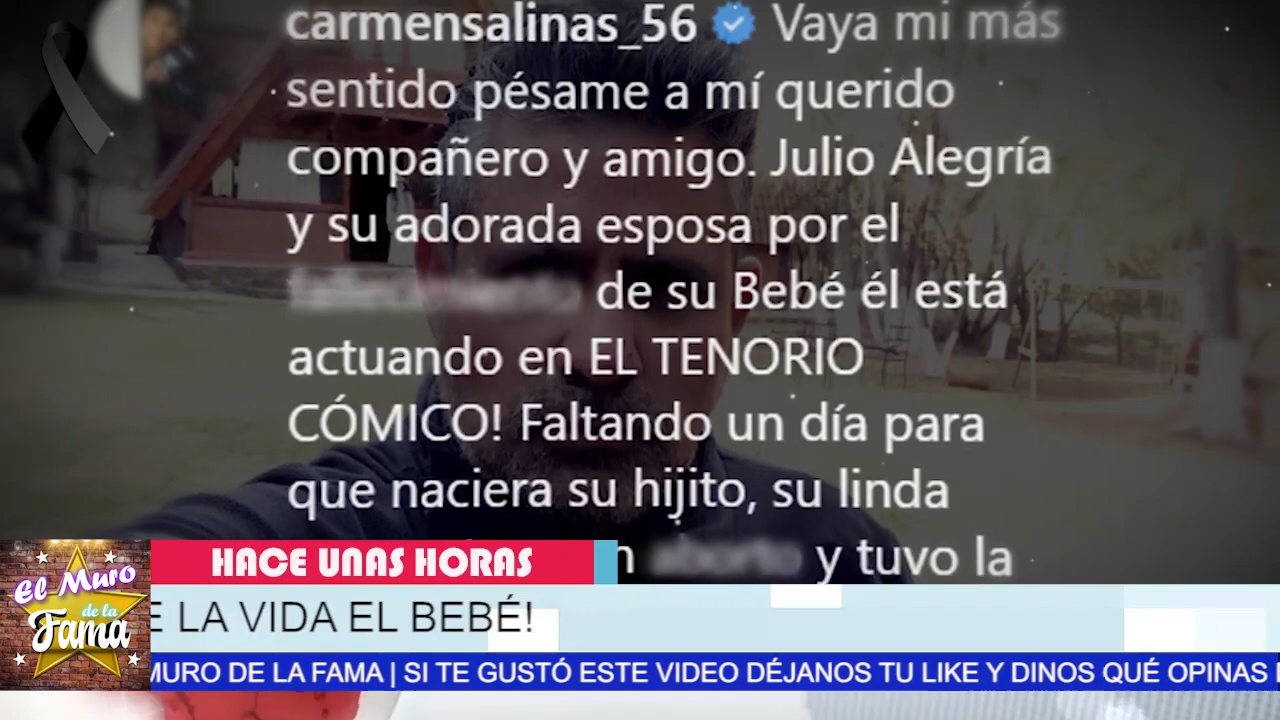 carmensalinas_56 Vaya mi más
sentido pésame a mí querido
compañero y amigo. Julio Alegría
y su adorada esposa por el
de su Bebé él está
actuando en EL TENORIO
CÓMICO! Faltando un día para
que naciera su hijito, su linda
y tuvo la
HACE UNAS HORAS
E LA VIDA EL BEBÉ!
El Muro
de la
Fama
MURO DE LA FAMA | SI TE GUSTÓ ESTE VIDEO DÉJANOS TU LIKE Y DINOS QUÉ OPINAS